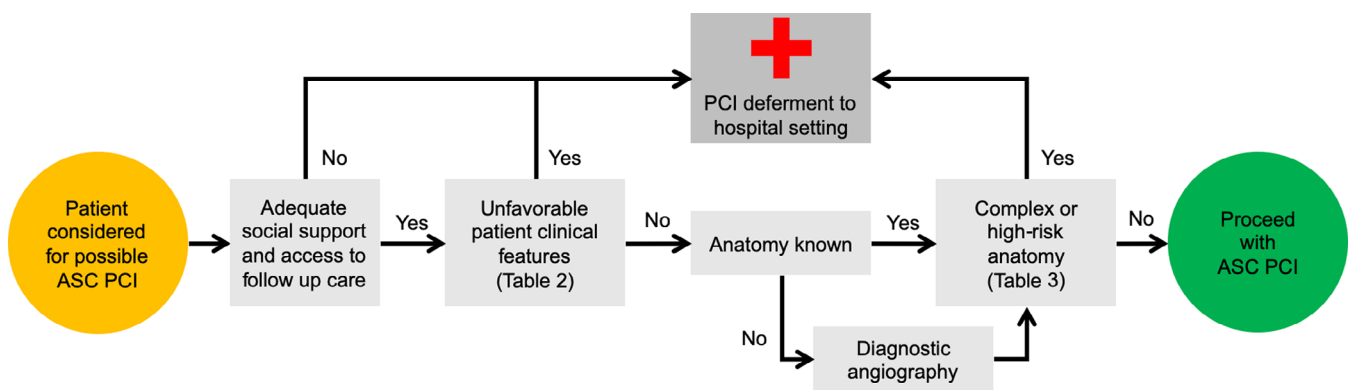 PCI deferment to
hospital setting
No
Yes
Yes
Patient
considered
for possible
ASC PCI
Adequate
social support
and access to
follow up care
Yes
Unfavorable
patient clinical
features
(Table 2)
No
Anatomy known
Yes
Complex or
high-risk
anatomy
(Table 3)
No
Proceed
with
ASC PCI
No
Diagnostic
angiography